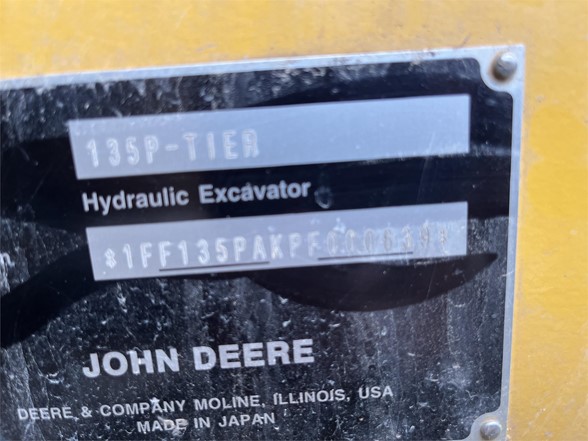 135P-TIER
Hydraulic Excavator
JOHN DEERE
DEERE & COMPANY MOLINE, ILLINOIS, USA
MADE IN JAPAN